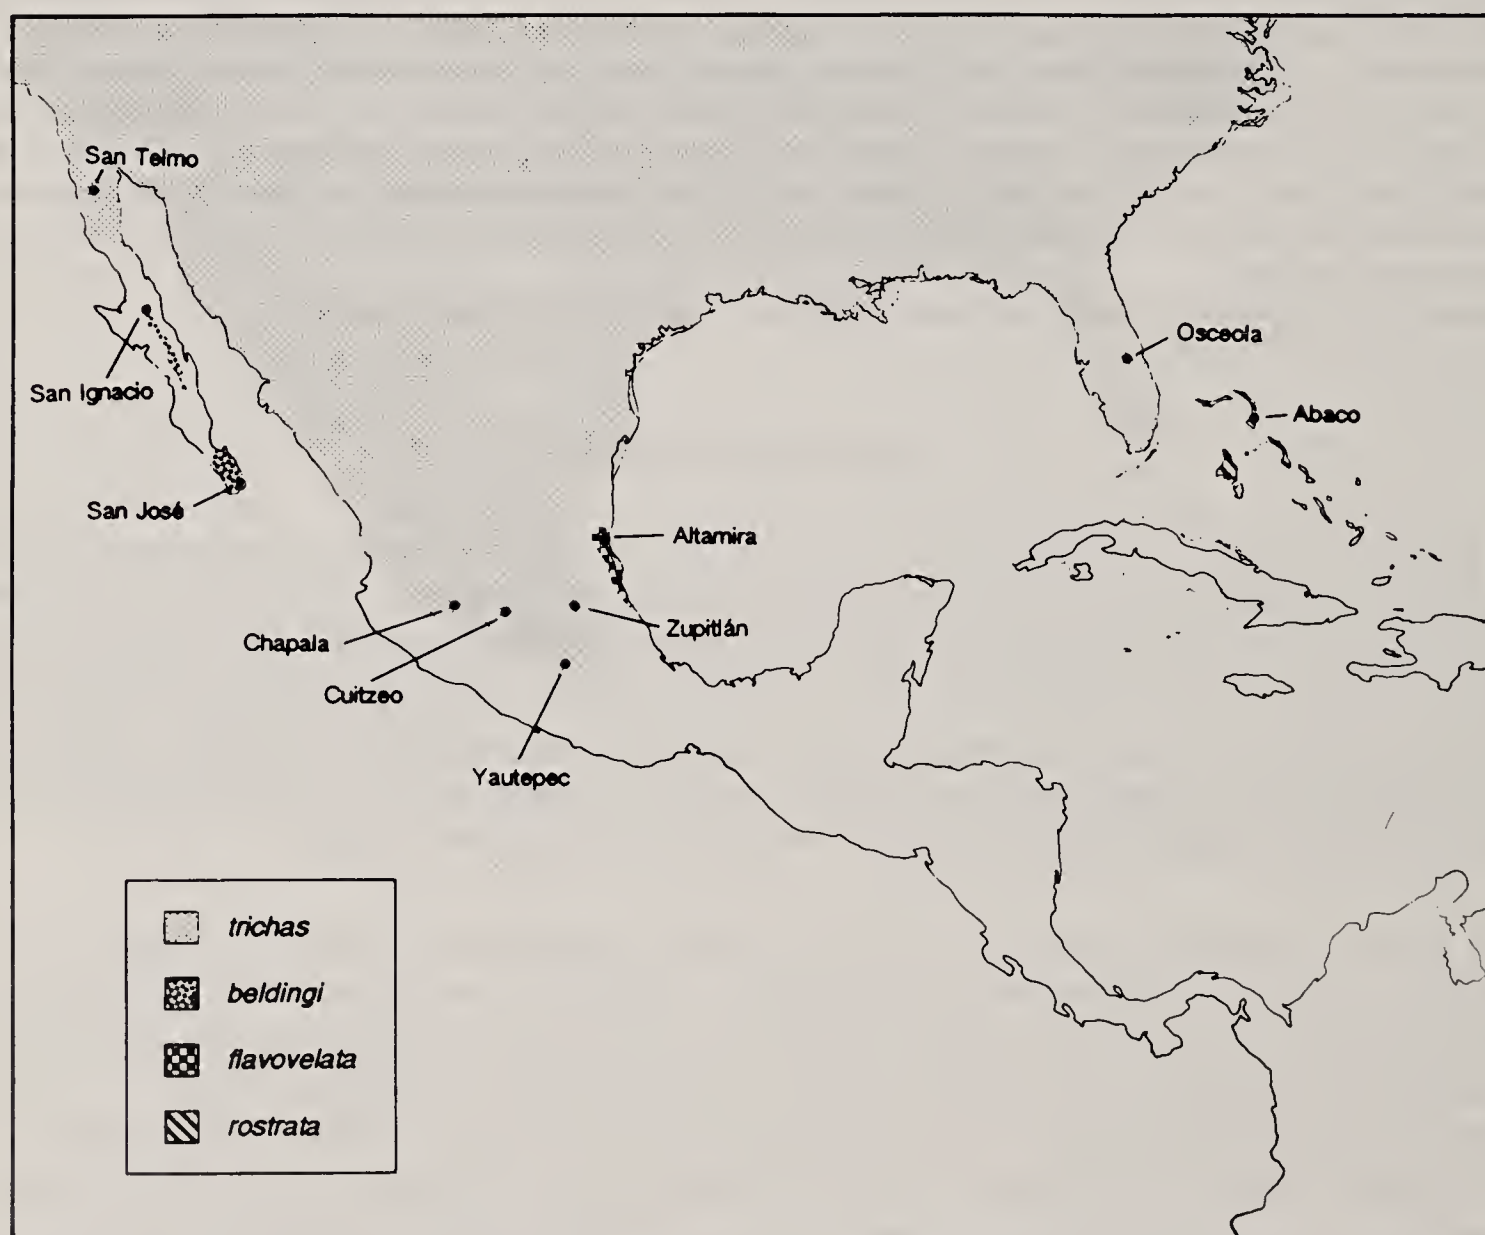 San Telmo
Osceola
San Ignacio
Abaco
San José
Altamira
Chapala
Zupitlán
Cuitzeo
Yautepec
trichas
beldingi
flavovelata
rostrata